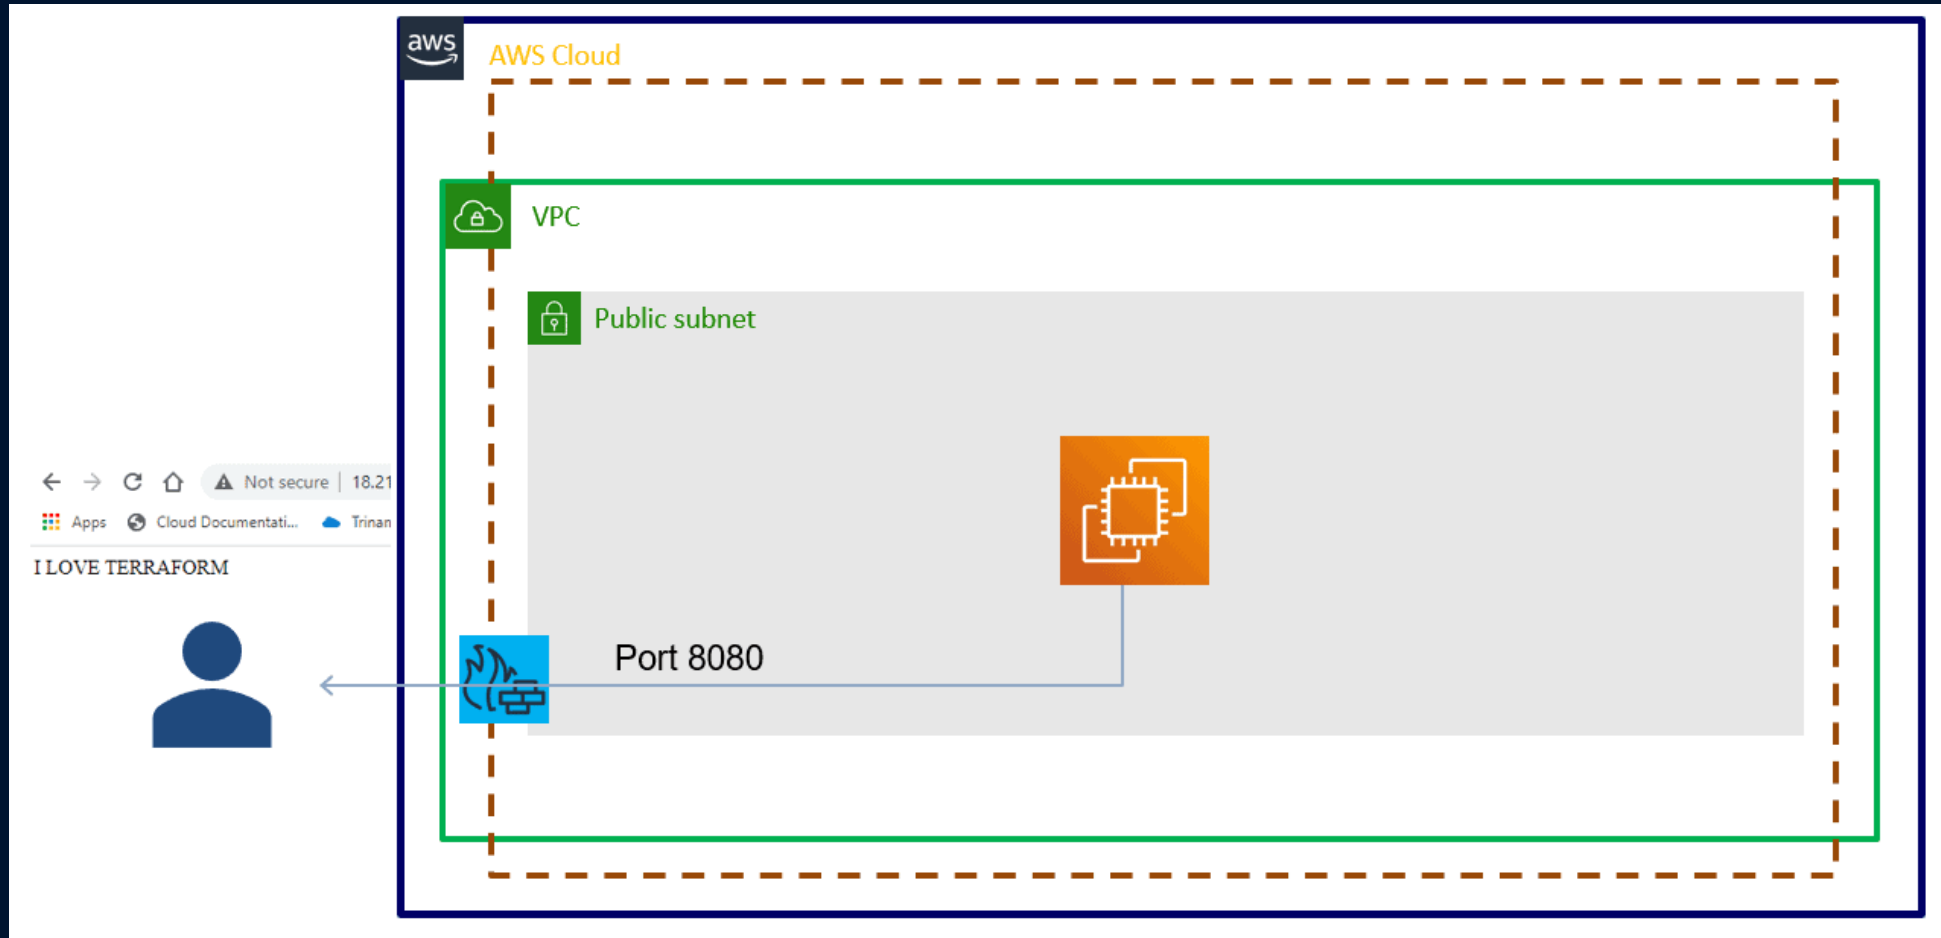 aws
AWS Cloud
VPC
Public subnet
Not secure | 18.21
Apps Cloud Documentati... Trinan
I LOVE TERRAFORM
Port 8080